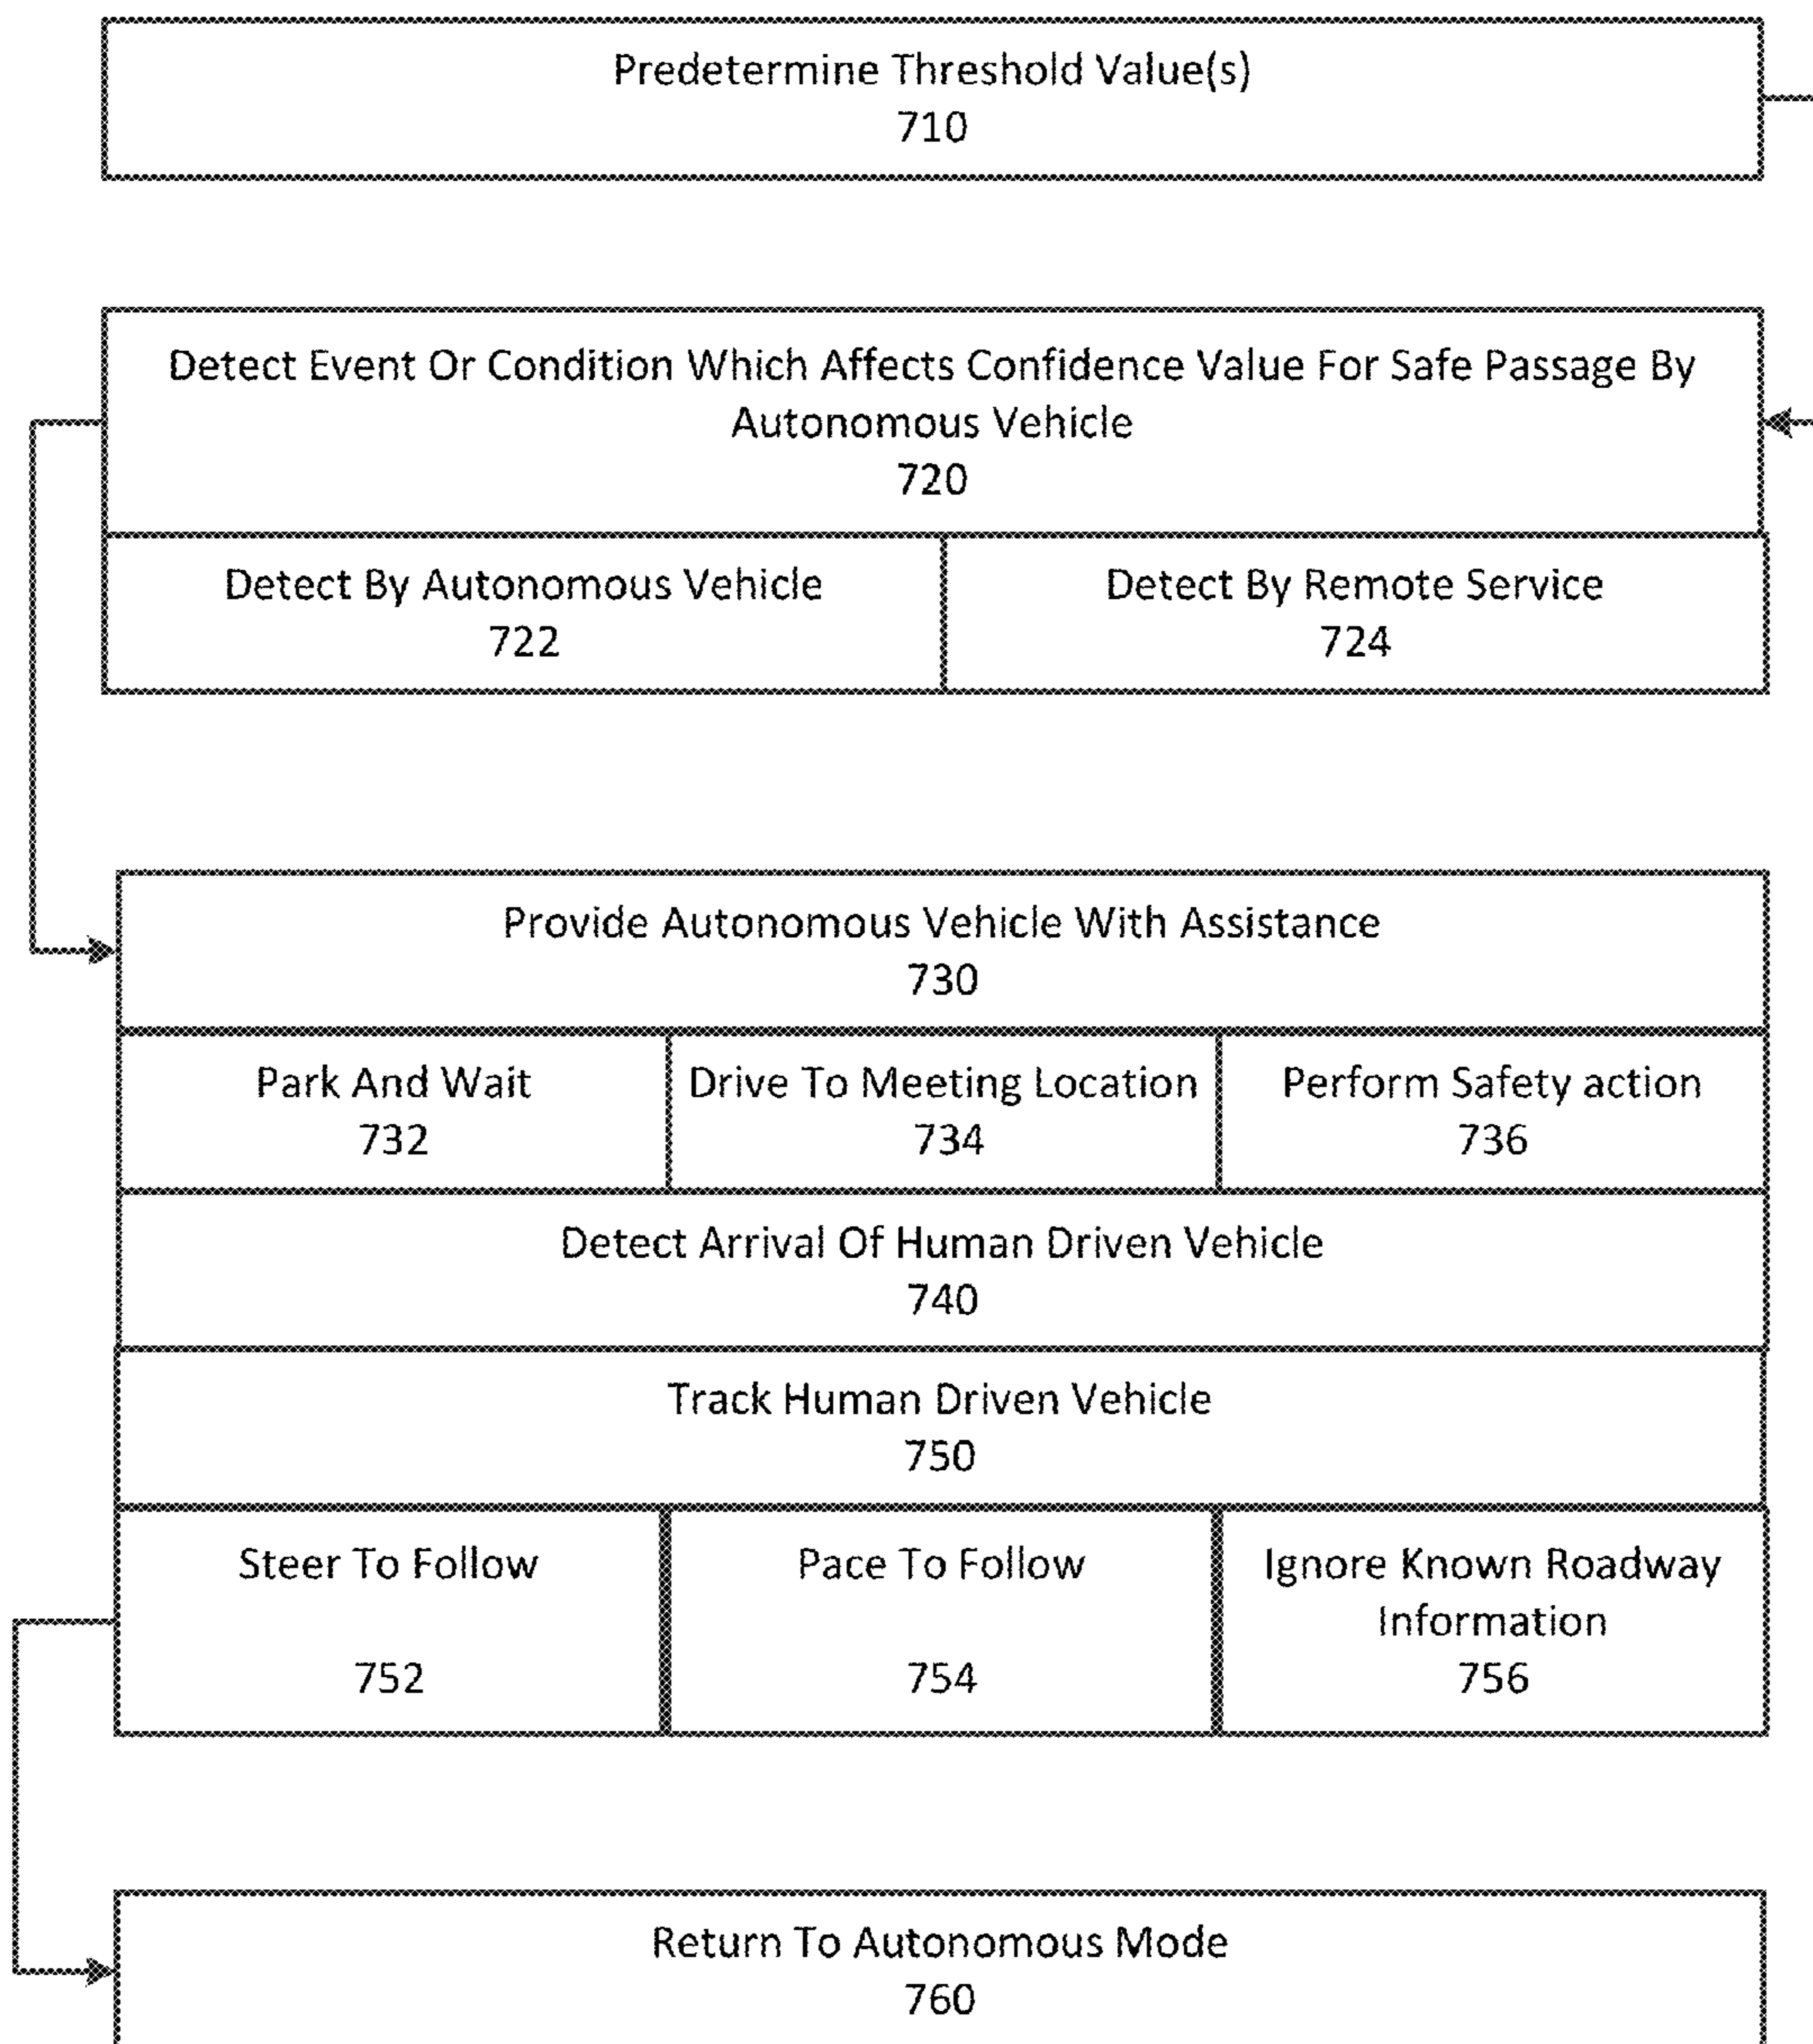 Predetermine Threshold Value(s)
710
Detect Event Or Condition Which Affects Confidence Value For Safe Passage By
Autonomous Vehicle
720
Detect By Autonomous Vehicle
722
Detect By Remote Service
724
Provide Autonomous Vehicle With Assistance
730
Park And Wait
732
Drive To Meeting Location
734
Perform Safety action
736
Detect Arrival Of Human Driven Vehicle
740
Track Human Driven Vehicle
750
Steer To Follow
752
Pace To Follow
754
Ignore Known Roadway
Information
756
Return To Autonomous Mode
760